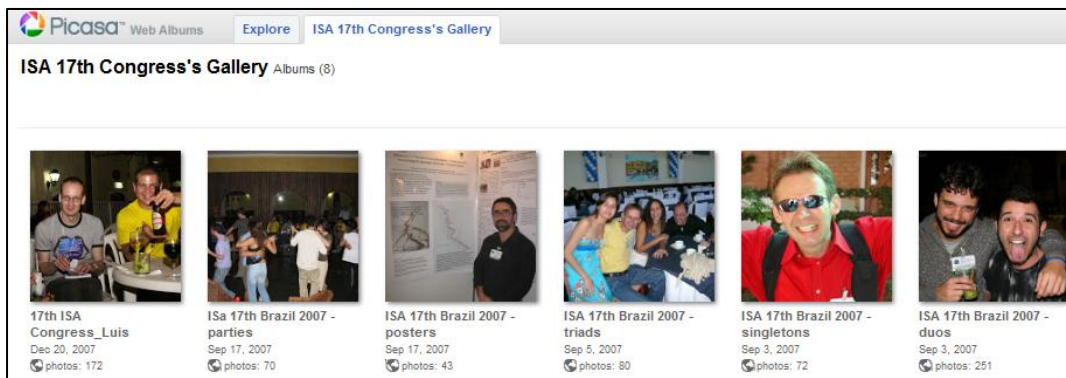 Picasa™ Web Albums
Explore
ISA 17th Congress's Gallery
ISA 17th Congress's Gallery Albums (8)
17th ISA
Congress_Luis
Dec 20, 2007
photos: 172
ISa 17th Brazil 2007 -
parties
Sep 17, 2007
photos: 70
ISA 17th Brazil 2007 -
posters
Sep 17, 2007
photos: 43
ISA 17th Brazil 2007 -
triads
Sep 5, 2007
photos: 80
ISA 17th Brazil 2007 -
singletons
Sep 3, 2007
photos: 72
ISA 17th Brazil 2007 -
duos
Sep 3, 2007
photos: 251